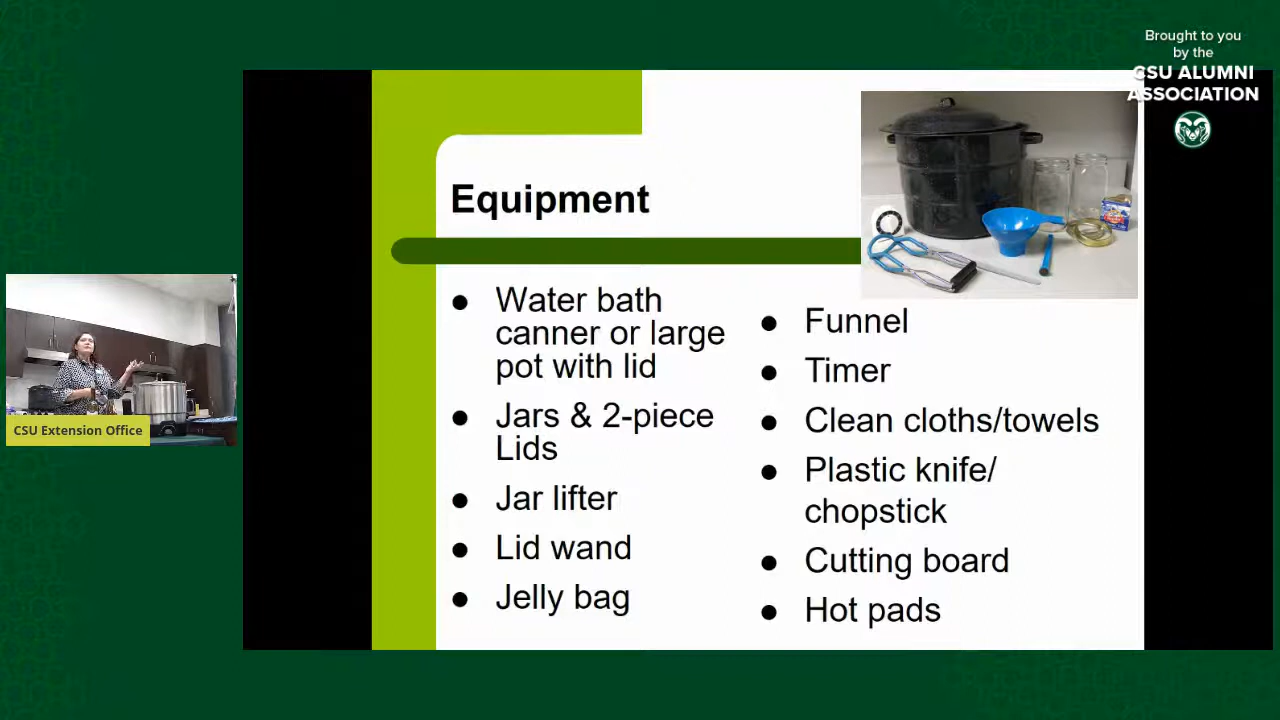 Brought to you
by the
CSU ALUMNI
ASSOCIATION
Equipment
● Water bath
canner or large
pot with lid
● Jars & 2-piece
Lids
● Jar lifter
● Lid wand
● Jelly bag
● Funnel
● Timer
● Clean cloths/towels
● Plastic knife/
chopstick
● Cutting board
● Hot pads
CSU Extension Office